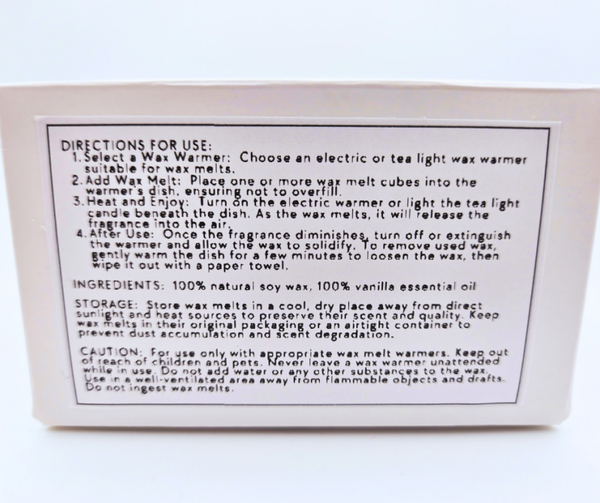 DIRECTIONS FOR USE:
1. Select a Wax Warmer: Choose an electric or tea light wax warmer
suitable for wax melts.
2. Add Wax Melt: Place one or more wax melt cubes into the
warmer's dish, ensuring not to overfill.
3. Heat and Enjoy: Turn on the electric warmer or light the tea light
candle beneath the dish. As the wax melts, it will release the
fragrance into the air.
4. After Use: Once the fragrance diminishes, turn off or extinguish
the warmer and allow the wax to solidify. To remove used wax,
gently warm the dish for a few minutes to loosen the wax, then
wipe it out with a paper towel.
INGREDIENTS: 100% natural soy wax, 100% vanilla essential oil
STORAGE: Store wax melts in a cool, dry place away from direct
sunlight and heat sources to preserve their scent and quality. Keep
wax melts in their original packaging or an airtight container to
prevent dust accumulation and scent degradation.
CAUTION: For use only with appropriate wax melt warmers. Keep out
of reach of children and pets. Never leave a wax warmer unattended
while in use. Do not add water or any other substances to the wax.
Use in a well-ventilated area away from flammable objects and drafts.
Do not ingest wax melts.